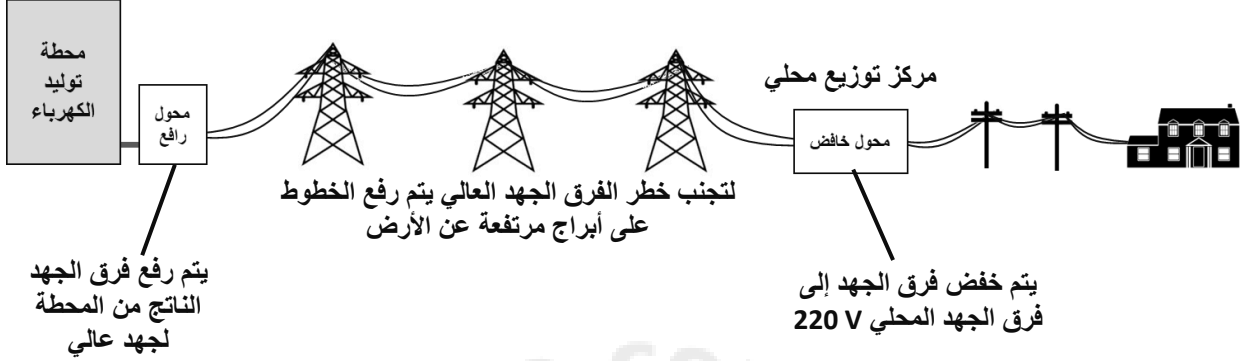 محطة
توليد
الكهرباء
محول
رافع
مركز توزيع محلي
محول خافض
لتجنب خطر الفرق الجهد العالي يتم رفع الخطوط
على أبراج مرتفعة عن الأرض
يتم رفع فرق الجهد
الناتج من المحطة
لجهد عالي
يتم خفض فرق الجهد إلى
فرق الجهد المحلي 220 V